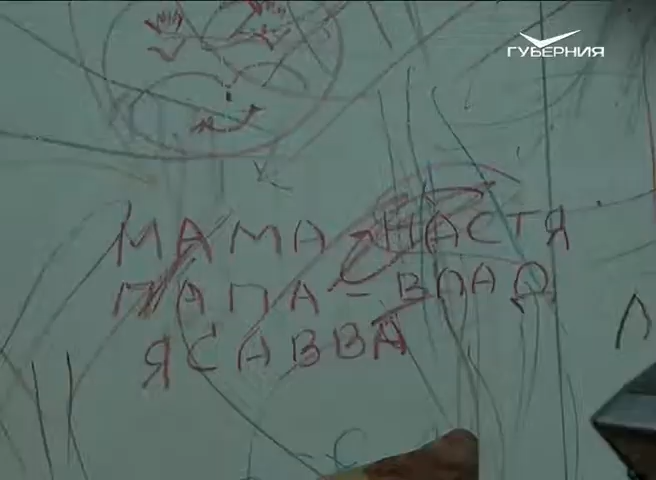 ГУБЕРНИЯ
МАМА - НАСТЯ
ПАПА - ВЛАД
Я САВВА
С
Л